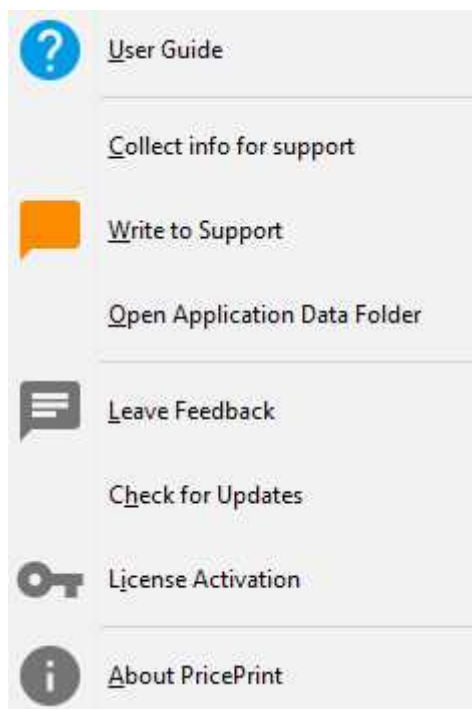 User Guide
Collect info for support
Write to Support
Open Application Data Folder
Leave Feedback
Check for Updates
License Activation
About PricePrint